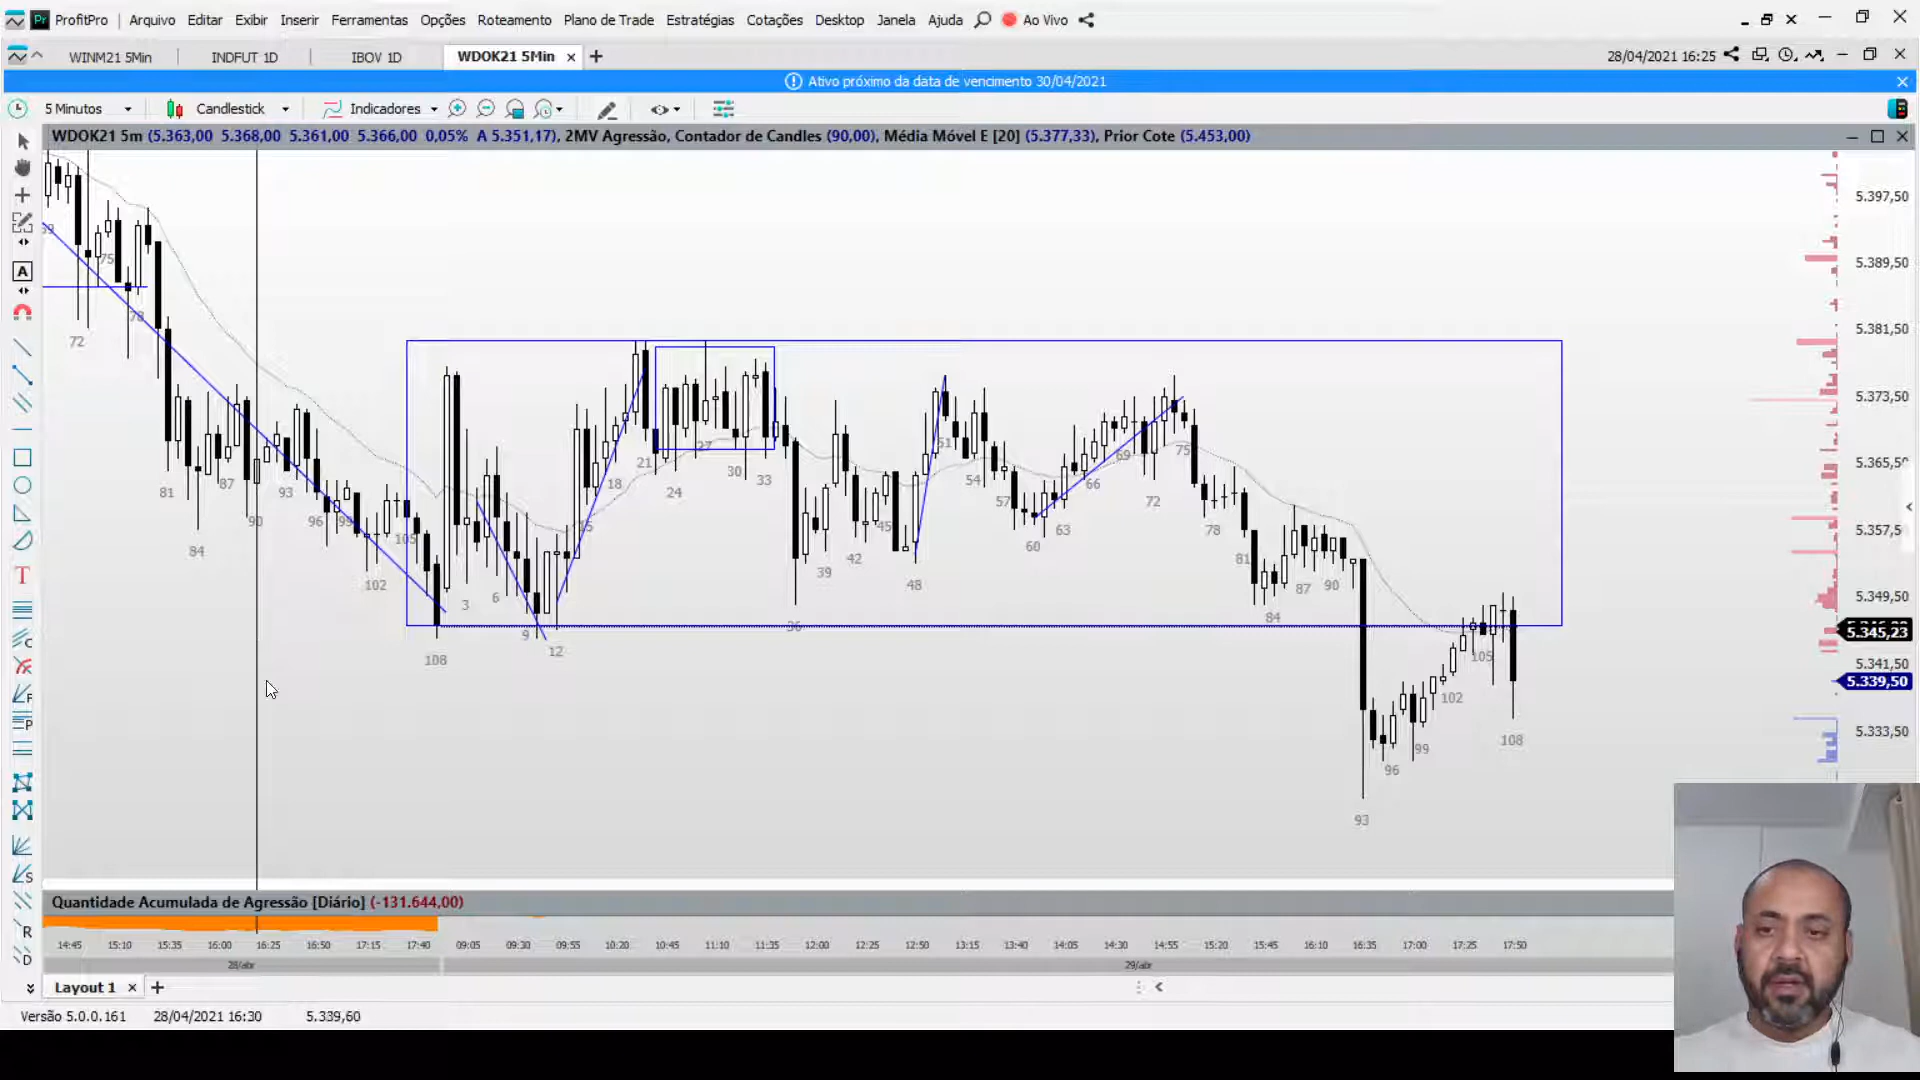 ProfitPro Arquivo Editar Exibir Inserir Ferramentas Opções Roteamento Plano de Trade Estratégias Cotações Desktop Janela Ajuda Ao Vivo
WINM21 5Min INDFUT 1D IBOV 1D WDOK21 5Min 28/04/2021 16:25
Ativo próximo da data de vencimento 30/04/2021
5 Minutos Candlestick Indicadores
WDOK21 5m (5.363,00 5.368,00 5.361,00 5.366,00 0,05% A 5.351,17), 2MV Agressão, Contador de Candles (90,00), Média Móvel E [20] (5.377,33), Prior Cote (5.453,00)
5.397,50
5.389,50
5.381,50
5.373,50
5.365,50
5.357,50
5.349,50
5.345,23
5.341,50
5.339,50
5.333,50
72 75 78 81 84 87 90 93 96 99 102 105 108
3 6 9 12 15 18 21 24 27 30 33 36 39 42 45 48 51 54 57 60 63 66 69 72 75 78 81 84 87 90 93 96 99 102 105 108
Quantidade Acumulada de Agressão [Diário] (-131.644,00)
14:45 15:10 15:35 16:00 16:25 16:50 17:15 17:40 09:05 09:30 09:55 10:20 10:45 11:10 11:35 12:00 12:25 12:50 13:15 13:40 14:05 14:30 14:55 15:20 15:45 16:10 16:35 17:00 17:25 17:50
28/abr 29/abr
Layout 1
Versão 5.0.0.161 28/04/2021 16:30 5.339,60